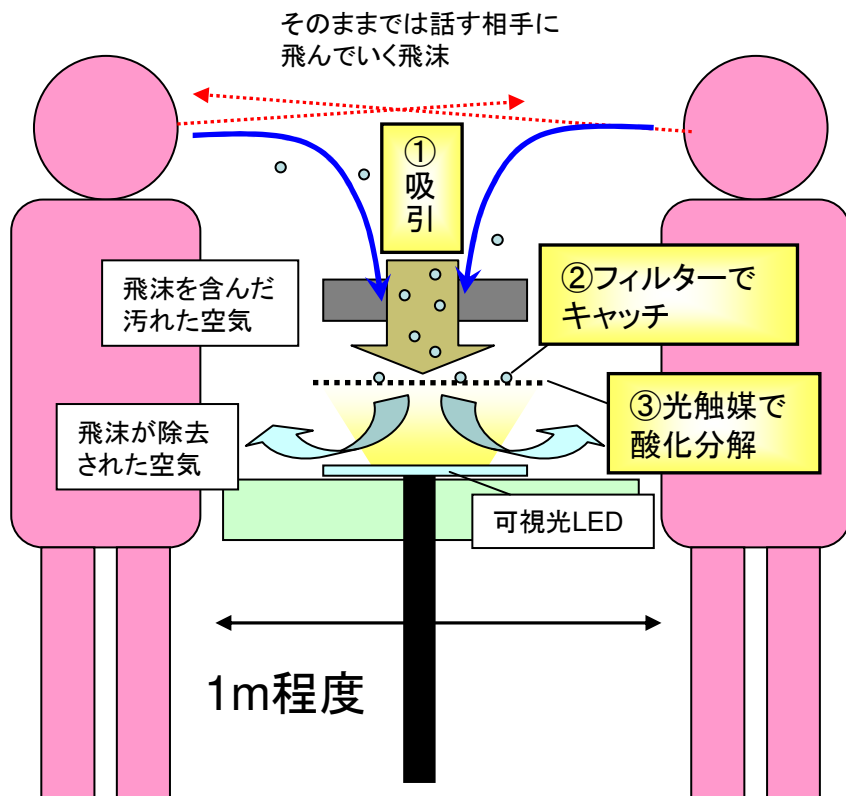 そのままでは話す相手に
飛んでいく飛沫
①
吸引
飛沫を含んだ
汚れた空気
②フィルターで
キャッチ
③光触媒で
酸化分解
飛沫が除去
された空気
可視光LED
1m程度